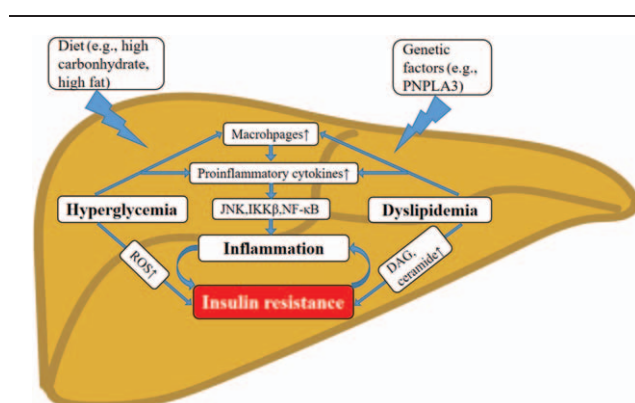 Diet (e.g., high
carbonhydrate,
high fat)
Genetic
factors (e.g.,
PNPLA3)
Macrohpages↑
Proinflammatory cytokines↑
Hyperglycemia
JNK,IKKβ,NF-κB
Dyslipidemia
Inflammation
ROS↑
DAG,
ceramide↑
Insulin resistance